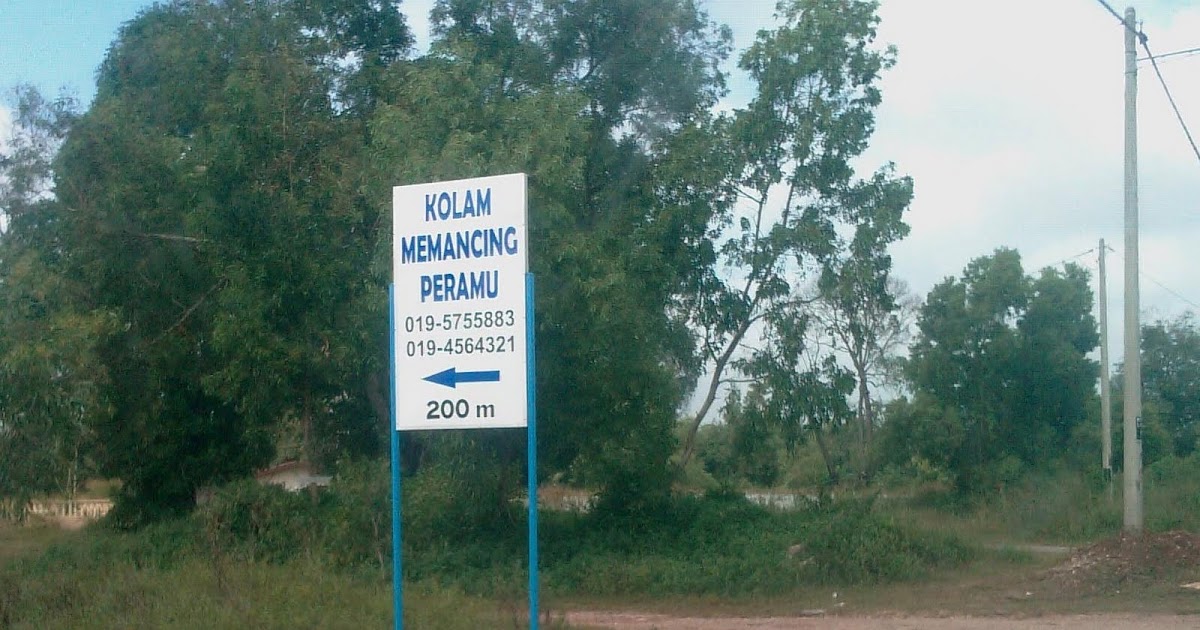 KOLAM
MEMANCING
PERAMU
019-5755883
019-4564321
200 m